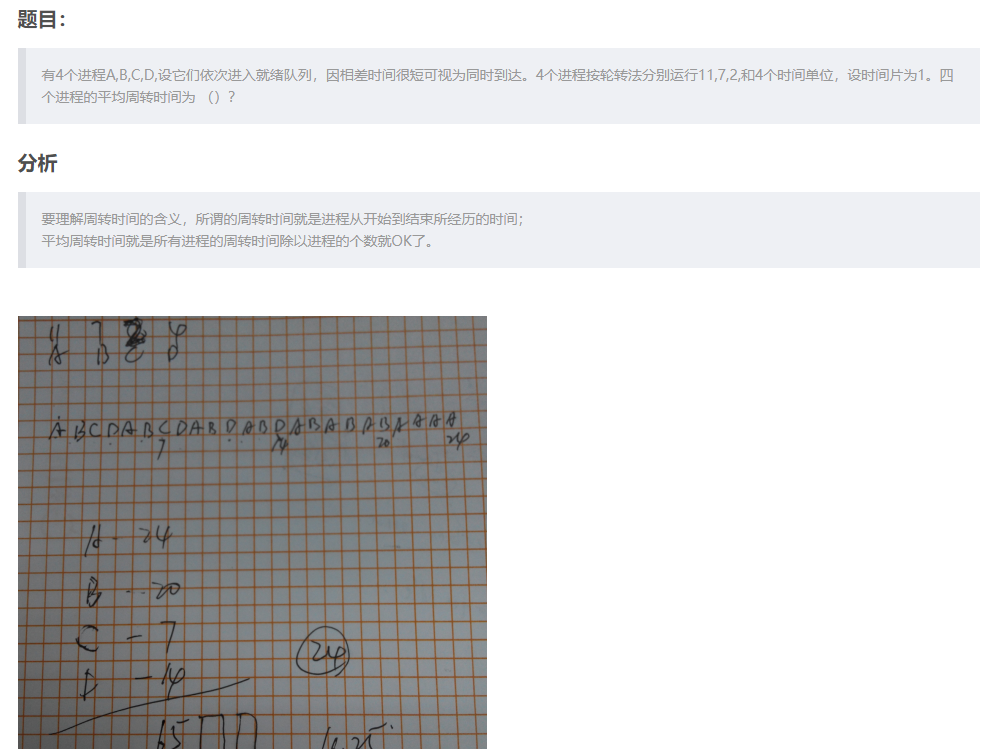 题目：
有4个进程A,B,C,D,设它们依次进入就绪队列，因相差时间很短可视为同时到达。4个进程按轮转法分别运行11,7,2,和4个时间单位，设时间片为1。四
个进程的平均周转时间为 （）?
分析
要理解周转时间的含义，所谓的周转时间就是进程从开始到结束所经历的时间；
平均周转时间就是所有进程的周转时间除以进程的个数就OK了。
11 7 2 4
A B C D
A B C D A B C D A B D A B D A B A B A B A A A A
7 14 20 24
A - 24
B -- 20
C - 7
24
D - 14
65
16.25